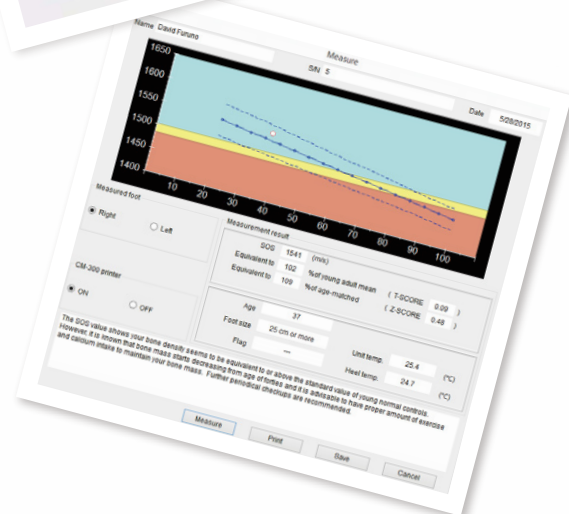 Measure
Name David Furuno
S/N 5
Date 5/28/2015
1650
1600
1550
1500
1450
1400
10 20 30 40 50 60 70 80 90 100
Measured foot
Right Left
CM-300 printer
ON OFF
Measurement result
SOS 1541 (m/s)
Equivalent to 102 %of young adult mean ( T-SCORE 0.09 )
Equivalent to 109 %of age-matched ( Z-SCORE 0.48 )
Age 37
Foot size 25 cm or more
Flag ---
Unit temp. 25.4 (°C)
Heel temp. 24.7 (°C)
The SOS value shows your bone density seems to be equivalent to or above the standard value of young normal controls.
However, it is known that bone mass starts decreasing from age of forties and it is advisable to have proper amount of exercise
and calcium intake to maintain your bone mass. Further periodical checkups are recommended.
Measure Print Save Cancel